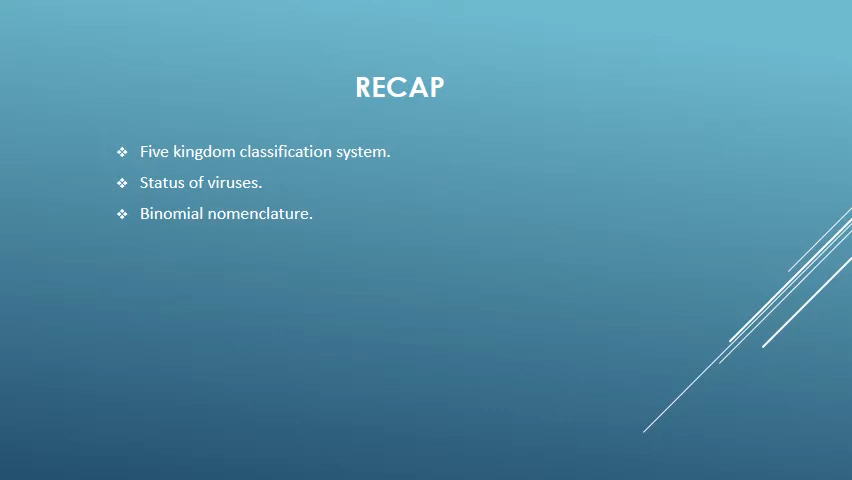 RECAP
❖ Five kingdom classification system.
❖ Status of viruses.
❖ Binomial nomenclature.